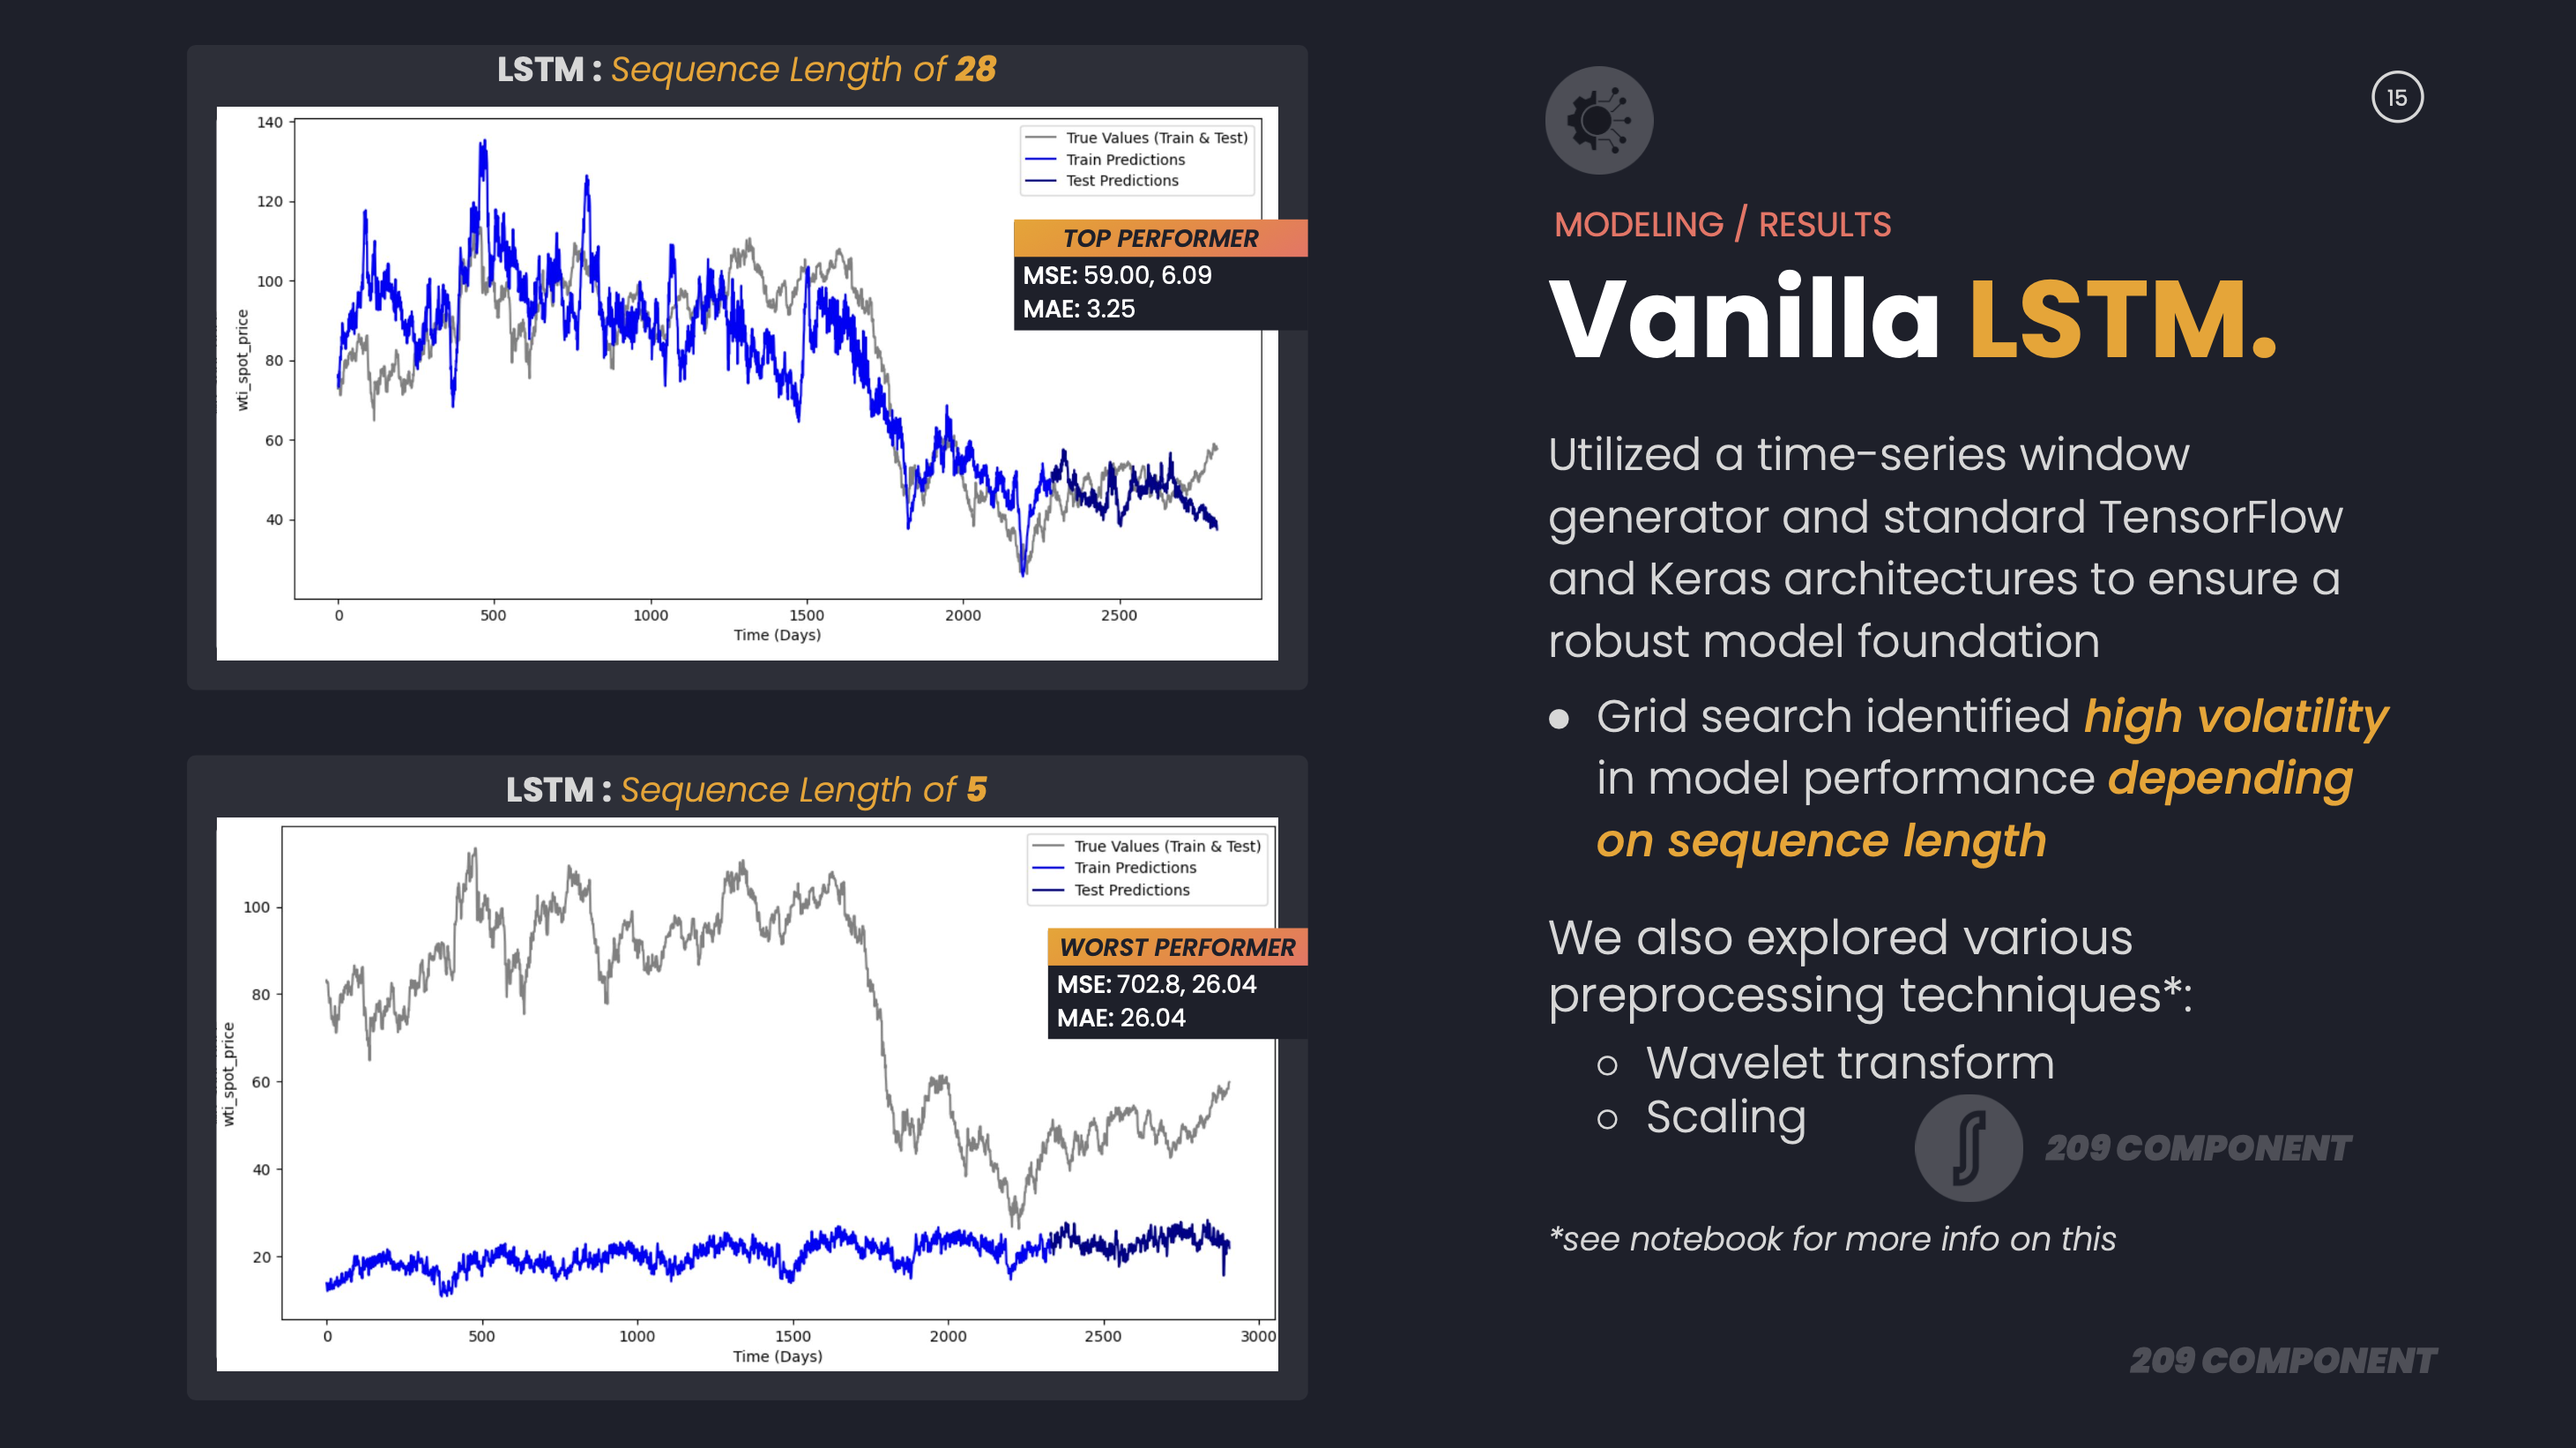 LSTM : Sequence Length of 28
140
120
100
80
60
40
wti_spot_price
True Values (Train & Test)
Train Predictions
Test Predictions
TOP PERFORMER
MSE: 59.00, 6.09
MAE: 3.25
0 500 1000 1500 2000 2500
Time (Days)
LSTM : Sequence Length of 5
100
80
60
40
20
wti_spot_price
True Values (Train & Test)
Train Predictions
Test Predictions
WORST PERFORMER
MSE: 702.8, 26.04
MAE: 26.04
0 500 1000 1500 2000 2500 3000
Time (Days)
15
MODELING / RESULTS
Vanilla LSTM.
Utilized a time-series window
generator and standard TensorFlow
and Keras architectures to ensure a
robust model foundation
● Grid search identified high volatility
in model performance depending
on sequence length
We also explored various
preprocessing techniques*:
○ Wavelet transform
○ Scaling
209 COMPONENT
*see notebook for more info on this
209 COMPONENT